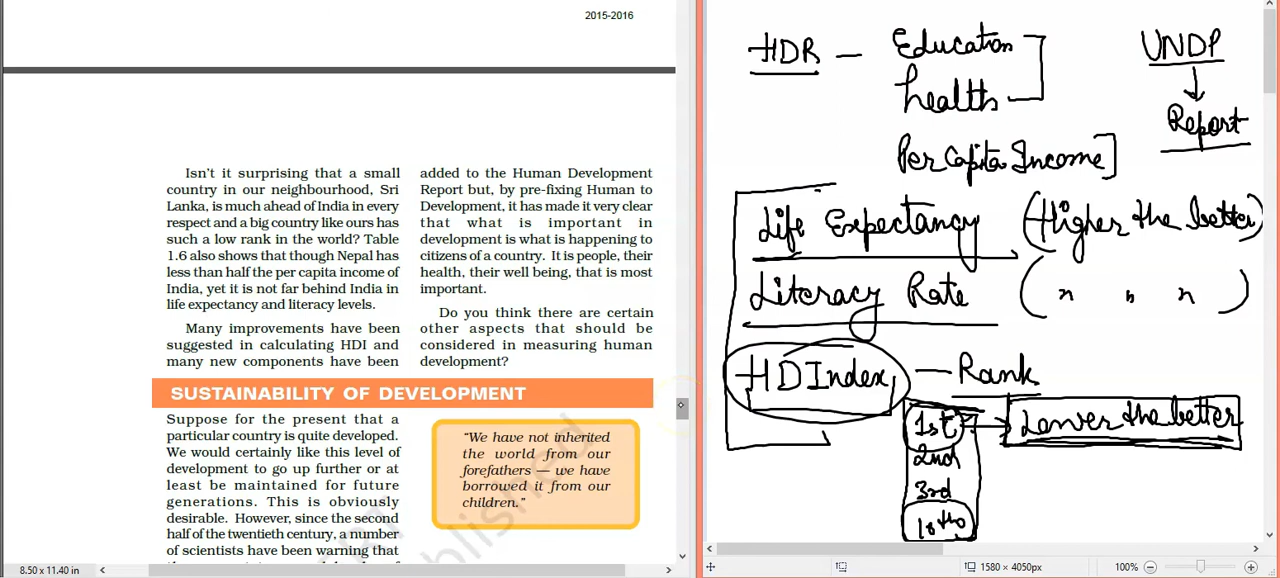 2015-2016
Isn't it surprising that a small
country in our neighbourhood, Sri
Lanka, is much ahead of India in every
respect and a big country like ours has
such a low rank in the world? Table
1.6 also shows that though Nepal has
less than half the per capita income of
India, yet it is not far behind India in
life expectancy and literacy levels.
Many improvements have been
suggested in calculating HDI and
many new components have been
added to the Human Development
Report but, by pre-fixing Human to
Development, it has made it very clear
that what is important in
development is what is happening to
citizens of a country. It is people, their
health, their well being, that is most
important.
Do you think there are certain
other aspects that should be
considered in measuring human
development?
SUSTAINABILITY OF DEVELOPMENT
Suppose for the present that a
particular country is quite developed.
We would certainly like this level of
development to go up further or at
least be maintained for future
generations. This is obviously
desirable. However, since the second
half of the twentieth century, a number
of scientists have been warning that
"We have not inherited
the world from our
forefathers — we have
borrowed it from our
children."
8.50 x 11.40 in
HDR — Education
health
Per Capita Income
UNDP
Report
Life Expectancy (Higher the better)
Literacy Rate ( " " " )
HD Index — Rank
1st → Lower the better
2nd
3rd
10th
1580 × 4050px
100%